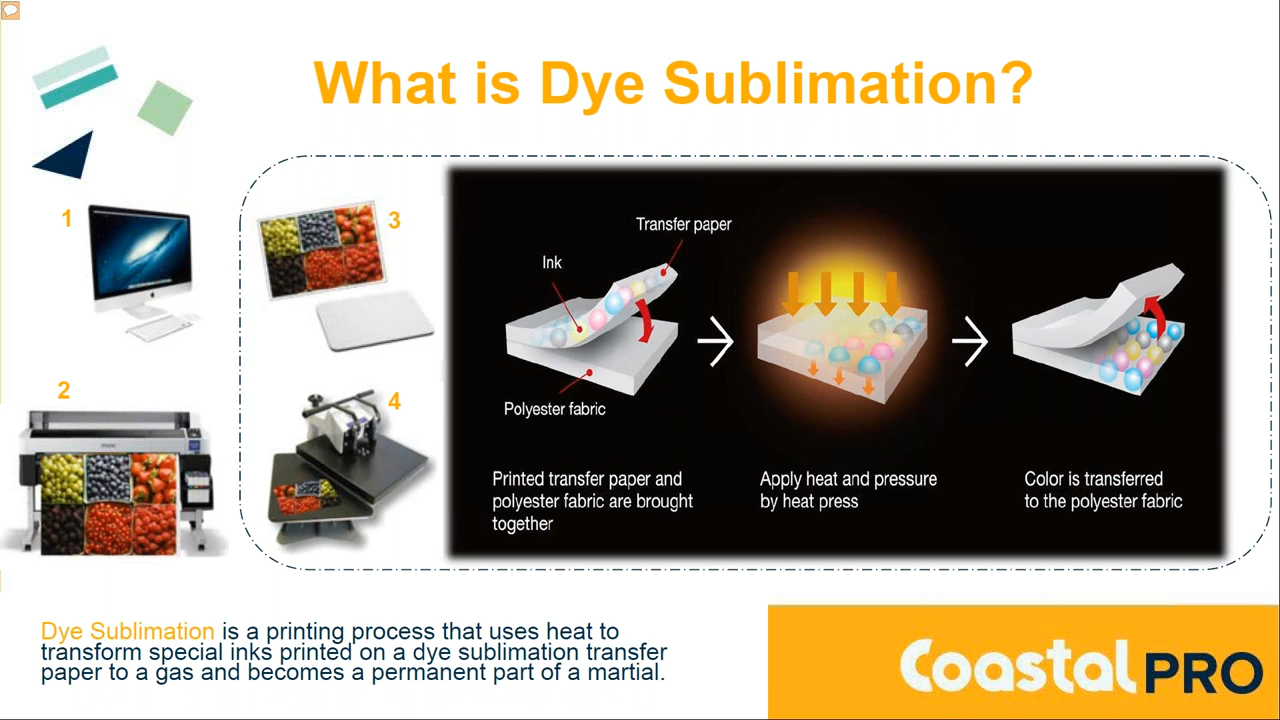 What is Dye Sublimation?
1
2
3
4
Transfer paper
Ink
Polyester fabric
Printed transfer paper and
polyester fabric are brought
together
Apply heat and pressure
by heat press
Color is transferred
to the polyester fabric
Dye Sublimation is a printing process that uses heat to
transform special inks printed on a dye sublimation transfer
paper to a gas and becomes a permanent part of a martial.
Coastal PRO